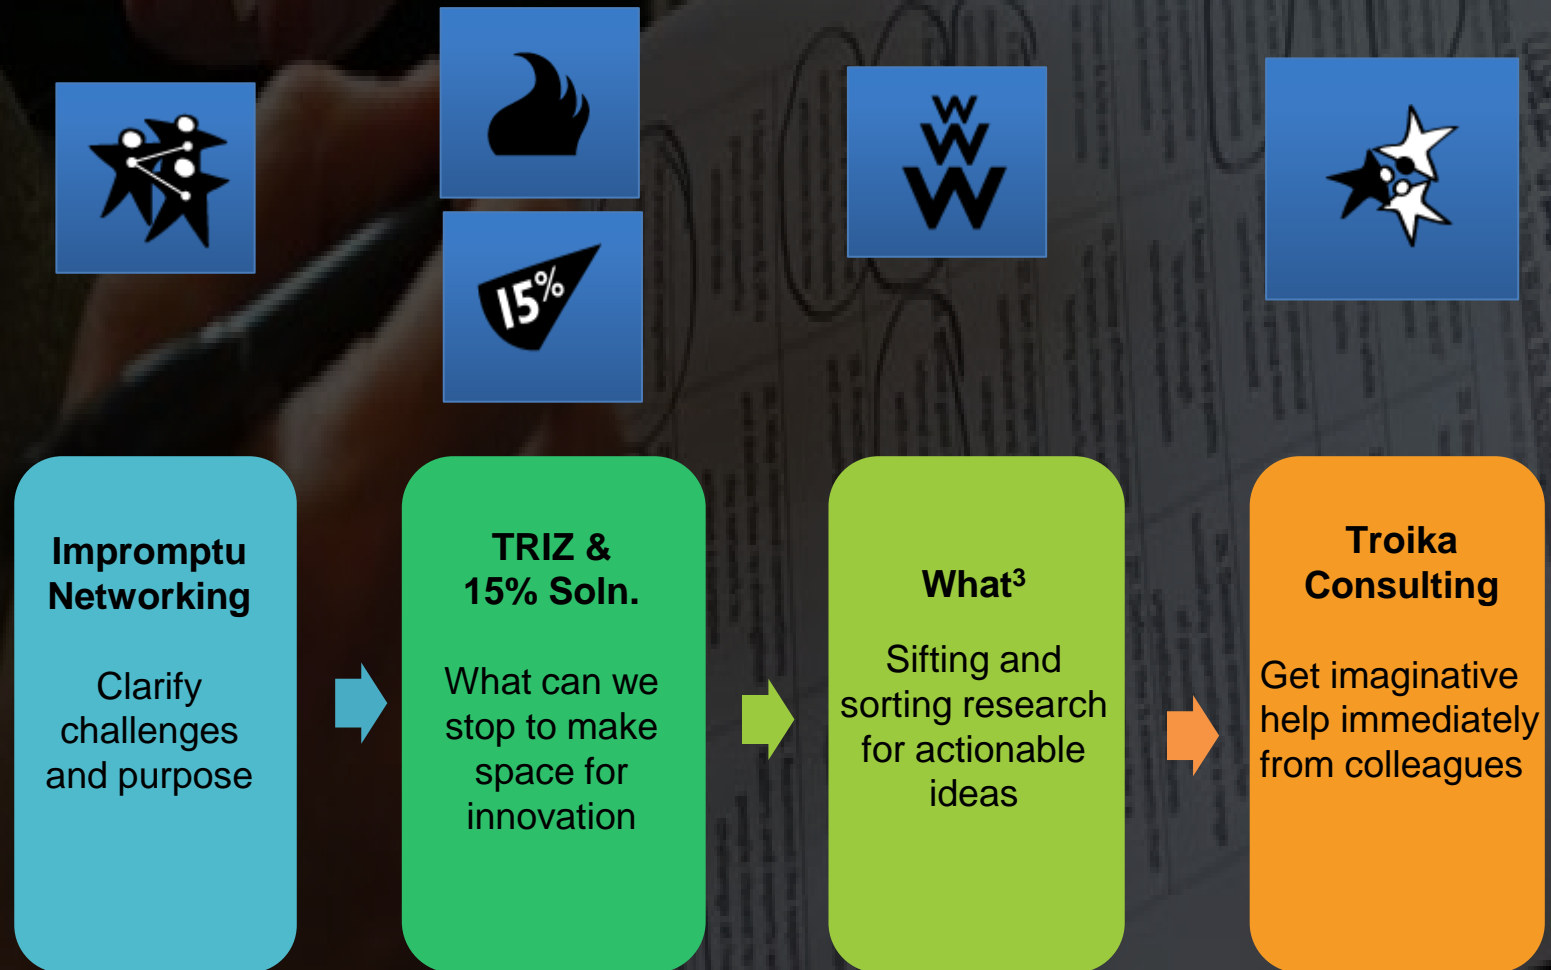 15%
W
W
W
Impromptu
Networking
Clarify
challenges
and purpose
TRIZ &
15% Soln.
What can we
stop to make
space for
innovation
What³
Sifting and
sorting research
for actionable
ideas
Troika
Consulting
Get imaginative
help immediately
from colleagues